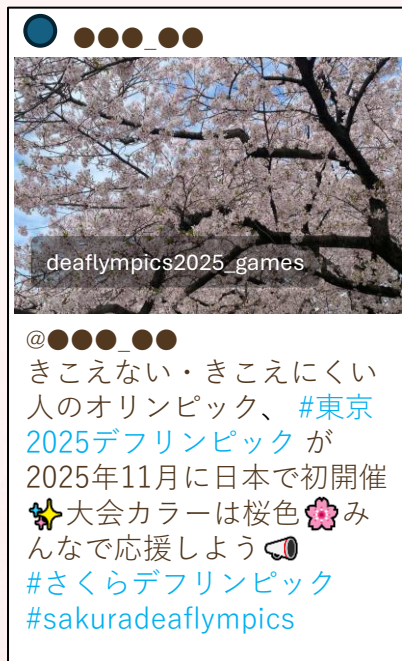 ●●●_●●
deaflympics2025_games
@●●●_●●
きこえない・きこえにくい
人のオリンピック、 #東京
2025デフリンピック が
2025年11月に日本で初開催
✨大会カラーは桜色🌸み
んなで応援しよう📣
#さくらデフリンピック
#sakuradeaflympics